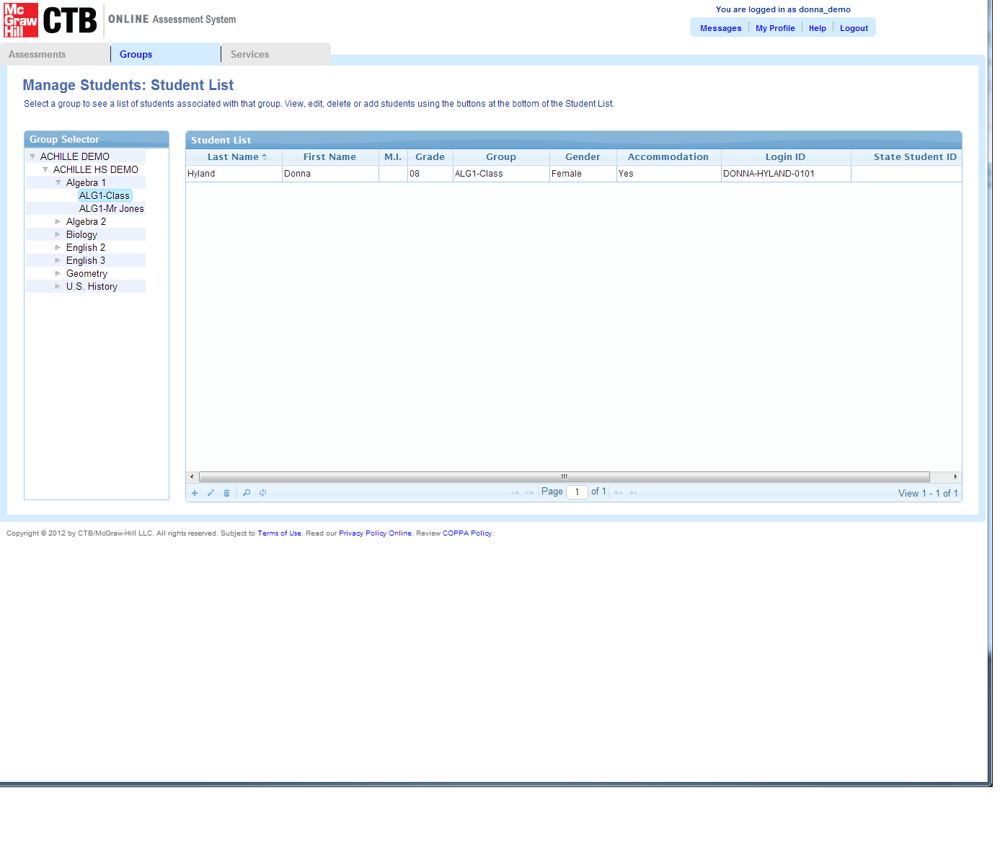 Mc
Graw
Hill
CTB
ONLINE Assessment System
You are logged in as donna_demo
Messages My Profile Help Logout
Assessments Groups Services
Manage Students: Student List
Select a group to see a list of students associated with that group. View, edit, delete or add students using the buttons at the bottom of the Student List.
Group Selector
ACHILLE DEMO
ACHILLE HS DEMO
Algebra 1
ALG1-Class
ALG1-Mr Jones
Algebra 2
Biology
English 2
English 3
Geometry
U.S. History
Student List
Last Name First Name M.I. Grade Group Gender Accommodation Login ID State Student ID
Hyland Donna 08 ALG1-Class Female Yes DONNA-HYLAND-0101
Page 1 of 1
View 1 - 1 of 1
Copyright © 2012 by CTB/McGraw-Hill LLC. All rights reserved. Subject to Terms of Use. Read our Privacy Policy Online. Review COPPA Policy.